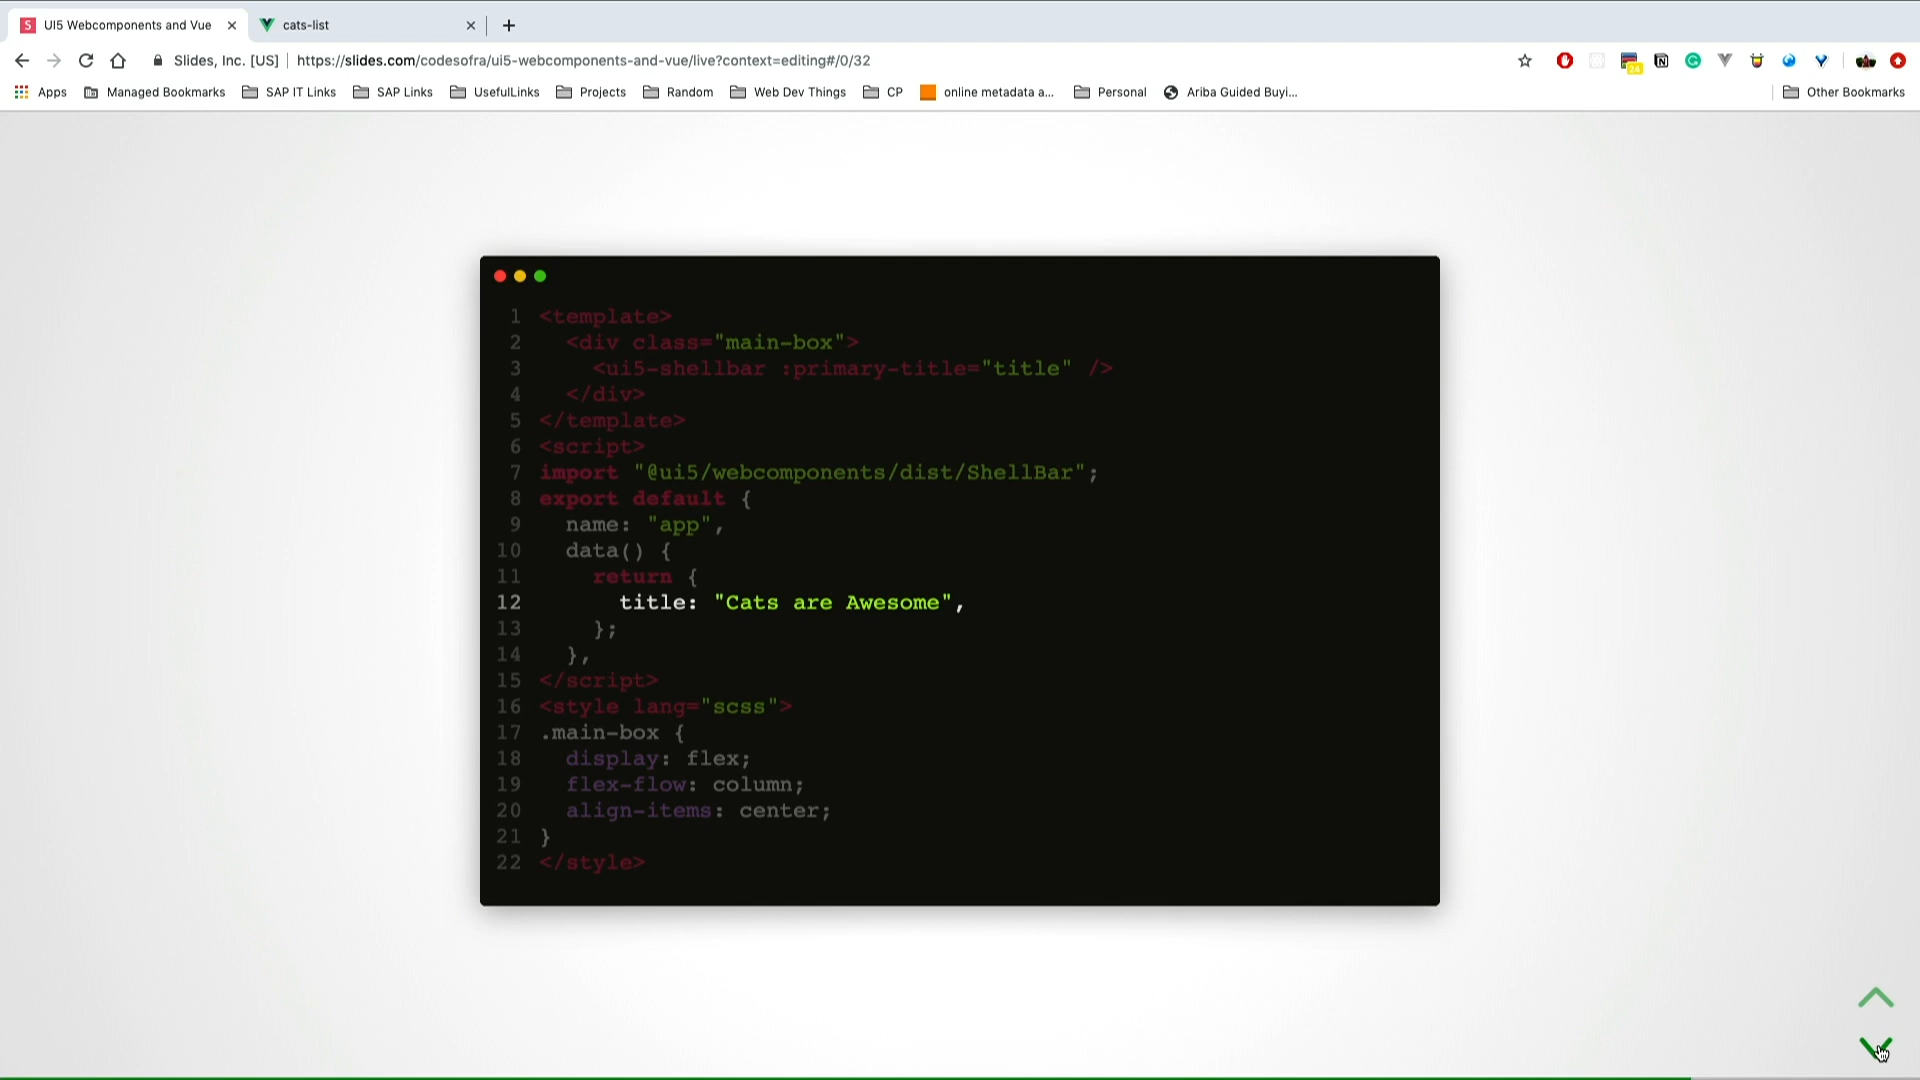 UI5 Webcomponents and Vue
cats-list
Slides, Inc. [US] https://slides.com/codesofra/ui5-webcomponents-and-vue/live?context=editing#/0/32
24
Apps Managed Bookmarks SAP IT Links SAP Links UsefulLinks Projects Random Web Dev Things CP online metadata a... Personal Ariba Guided Buyi... Other Bookmarks
1 <template>
2 <div class="main-box">
3 <ui5-shellbar :primary-title="title" />
4 </div>
5 </template>
6 <script>
7 import "@ui5/webcomponents/dist/ShellBar";
8 export default {
9 name: "app",
10 data() {
11 return {
12 title: "Cats are Awesome",
13 };
14 },
15 </script>
16 <style lang="scss">
17 .main-box {
18 display: flex;
19 flex-flow: column;
20 align-items: center;
21 }
22 </style>